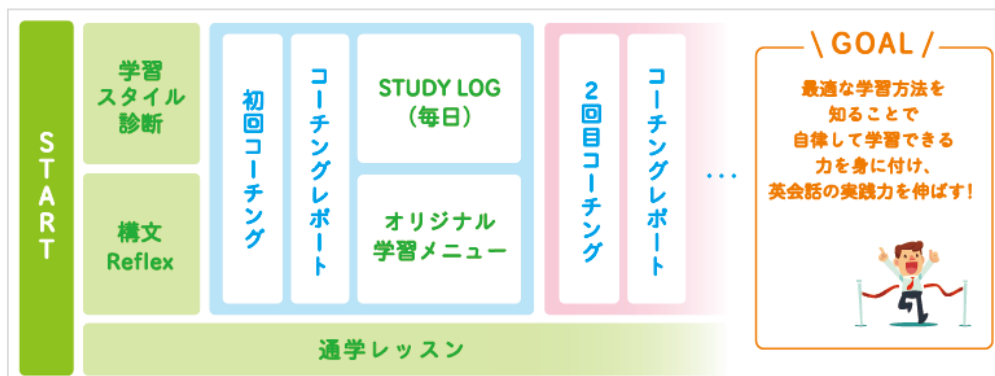 START
学習
スタイル
診断
構文
Reflex
初回コーチング
コーチングレポート
STUDY LOG
（毎日）
オリジナル
学習メニュー
2回目コーチング
コーチングレポート
...
\ GOAL /
最適な学習方法を
知ることで
自律して学習できる
力を身に付け、
英会話の実践力を伸ばす!
通学レッスン